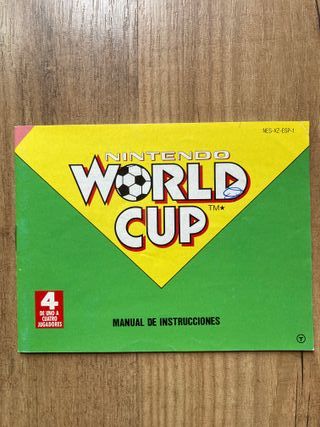 NES-XZ-ESP-1
NINTENDO
WORLD
CUP
TM★
4
DE UNO A
CUATRO
JUGADORES
MANUAL DE INSTRUCCIONES
T